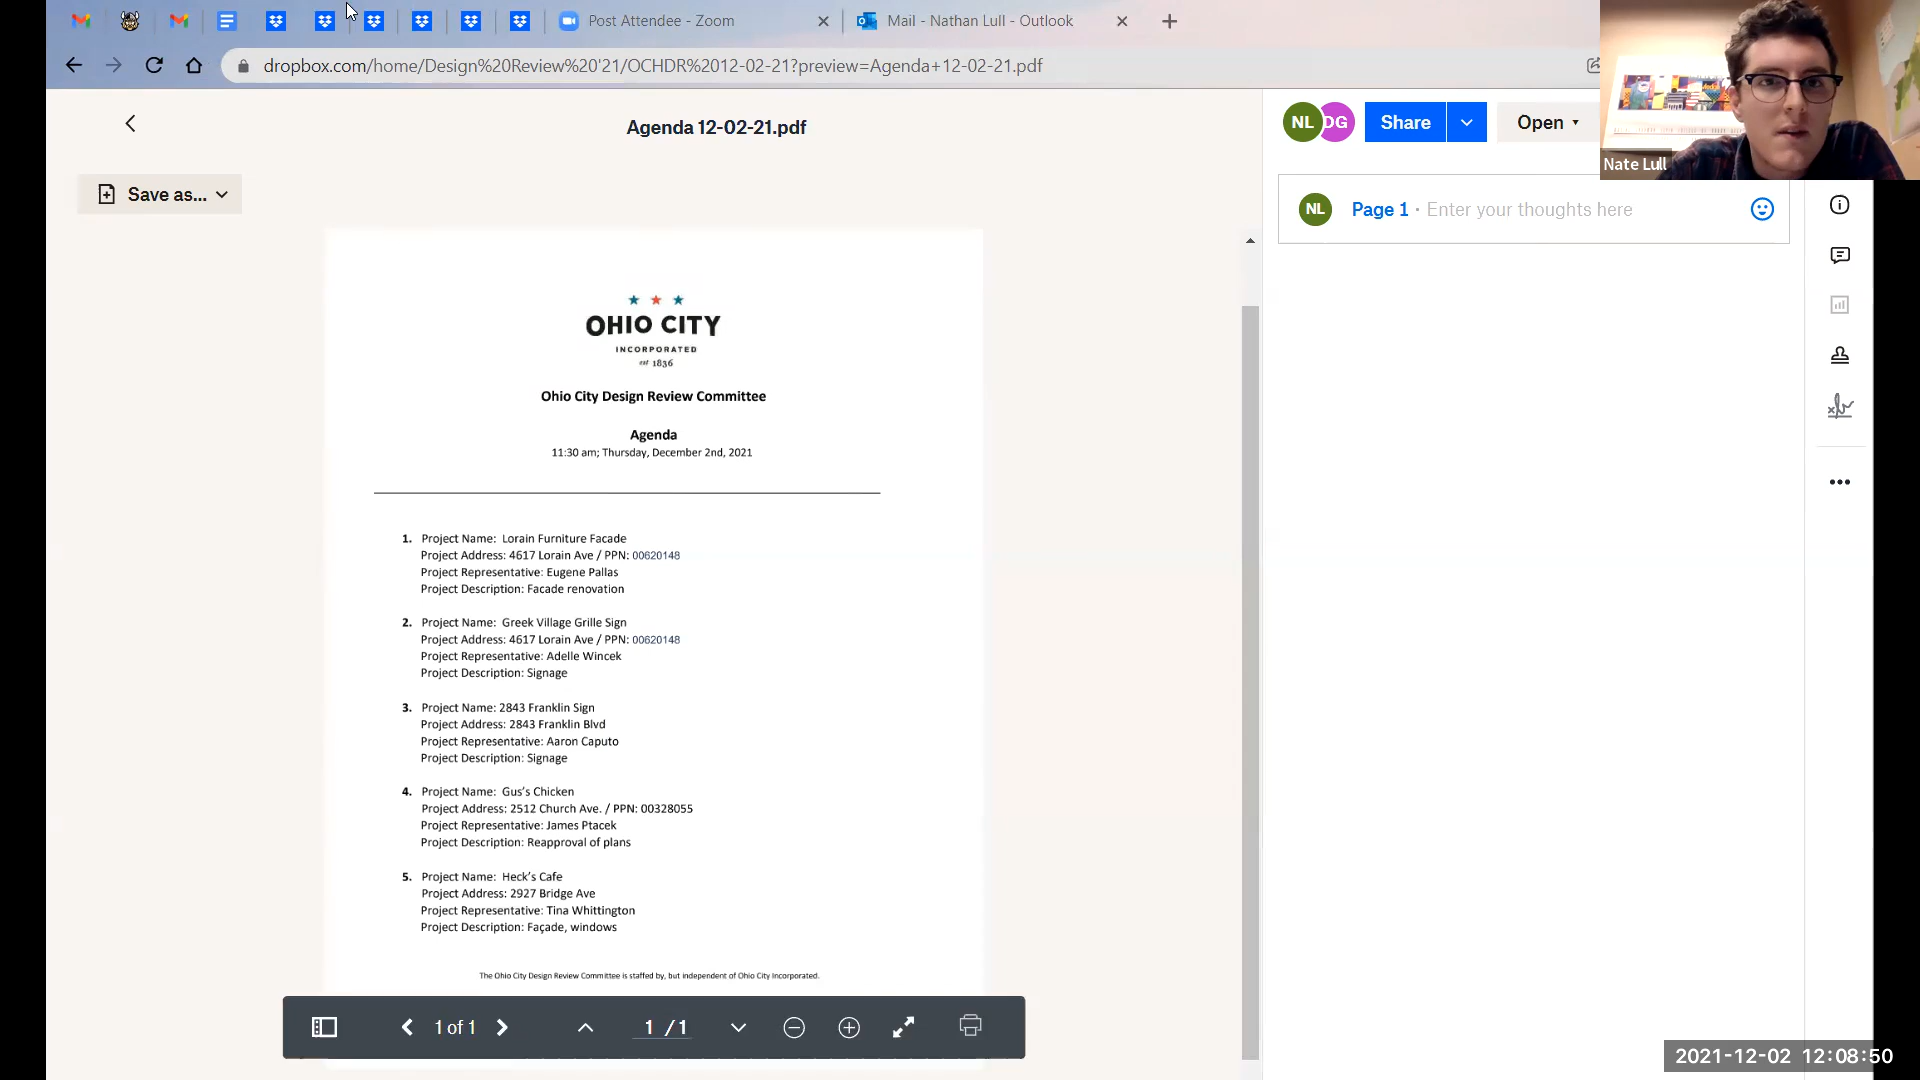 Post Attendee - Zoom
Mail - Nathan Lull - Outlook
dropbox.com/home/Design%20Review%20'21/OCHDR%2012-02-21?preview=Agenda+12-02-21.pdf
Agenda 12-02-21.pdf
NL
DG
Share
Open
Nate Lull
Save as...
NL
Page 1 · Enter your thoughts here
OHIO CITY
INCORPORATED
est 1836
Ohio City Design Review Committee
Agenda
11:30 am; Thursday, December 2nd, 2021
1. Project Name: Lorain Furniture Facade
Project Address: 4617 Lorain Ave / PPN: 00620148
Project Representative: Eugene Pallas
Project Description: Facade renovation
2. Project Name: Greek Village Grille Sign
Project Address: 4617 Lorain Ave / PPN: 00620148
Project Representative: Adelle Wincek
Project Description: Signage
3. Project Name: 2843 Franklin Sign
Project Address: 2843 Franklin Blvd
Project Representative: Aaron Caputo
Project Description: Signage
4. Project Name: Gus's Chicken
Project Address: 2512 Church Ave. / PPN: 00328055
Project Representative: James Ptacek
Project Description: Reapproval of plans
5. Project Name: Heck's Cafe
Project Address: 2927 Bridge Ave
Project Representative: Tina Whittington
Project Description: Façade, windows
The Ohio City Design Review Committee is staffed by, but independent of Ohio City Incorporated.
1 of 1
1 /1
2021-12-02 12:08:50